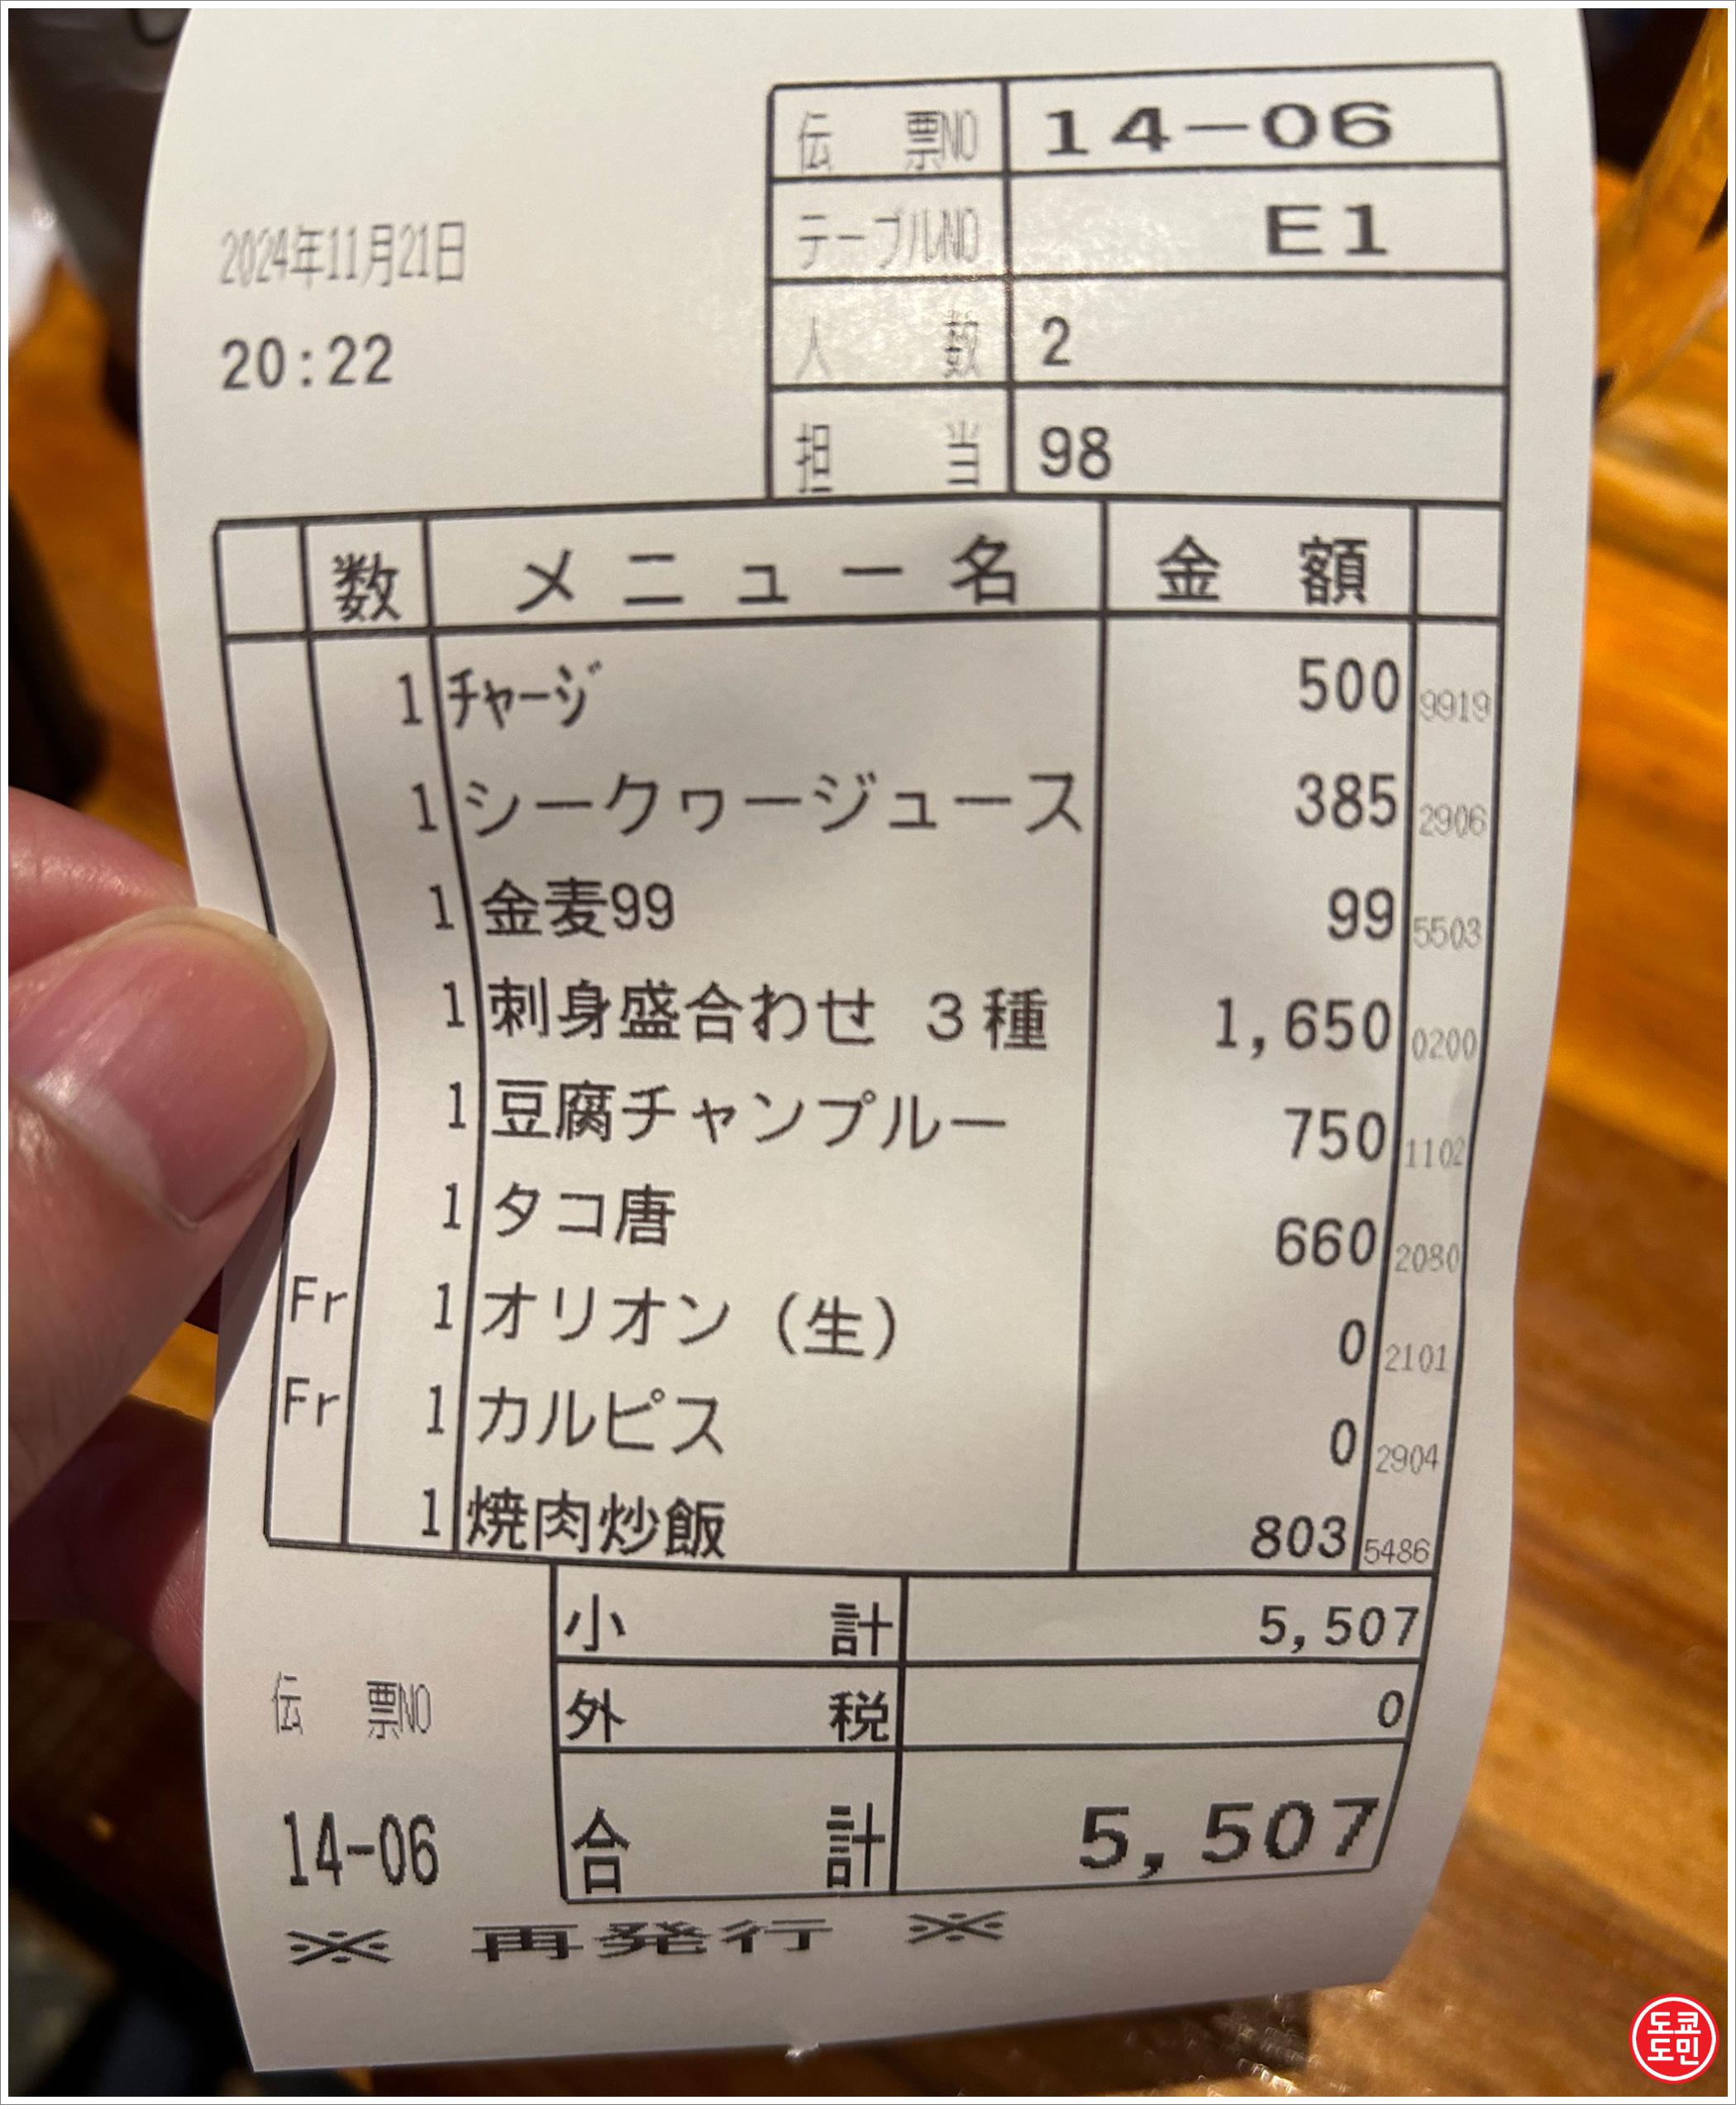 伝 票NO 14-06
テーブルNO E1
2024年11月21日
20:22
人 数 2
担 当 98
数 メニュー名 金 額
1 ﾁｬｰｼﾞ 500 9919
1 シークヮージュース 385 2906
1 金麦99 99 5503
1 刺身盛合わせ 3種 1,650 0200
1 豆腐チャンプルー 750 1102
1 タコ唐 660 2080
Fr 1 オリオン（生） 0 2101
Fr 1 カルピス 0 2904
1 焼肉炒飯 803 5486
小 計 5,507
外 税 0
伝 票NO
14-06
合 計 5,507
※ 再発行 ※
도쿄
도민